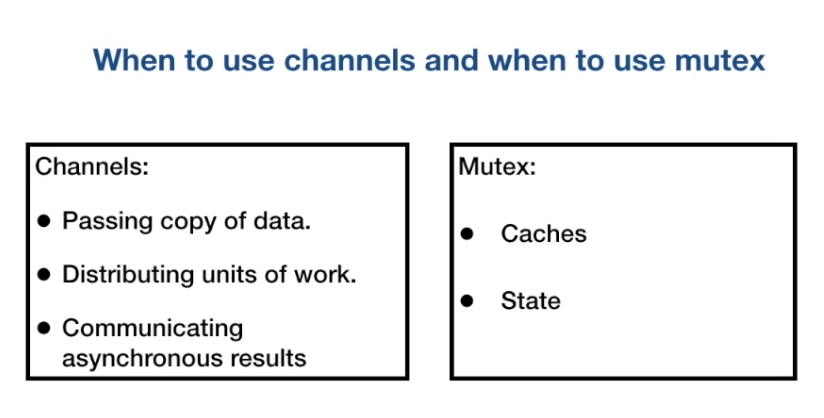 When to use channels and when to use mutex
Channels:
● Passing copy of data.
● Distributing units of work.
● Communicating
asynchronous results
Mutex:
● Caches
● State